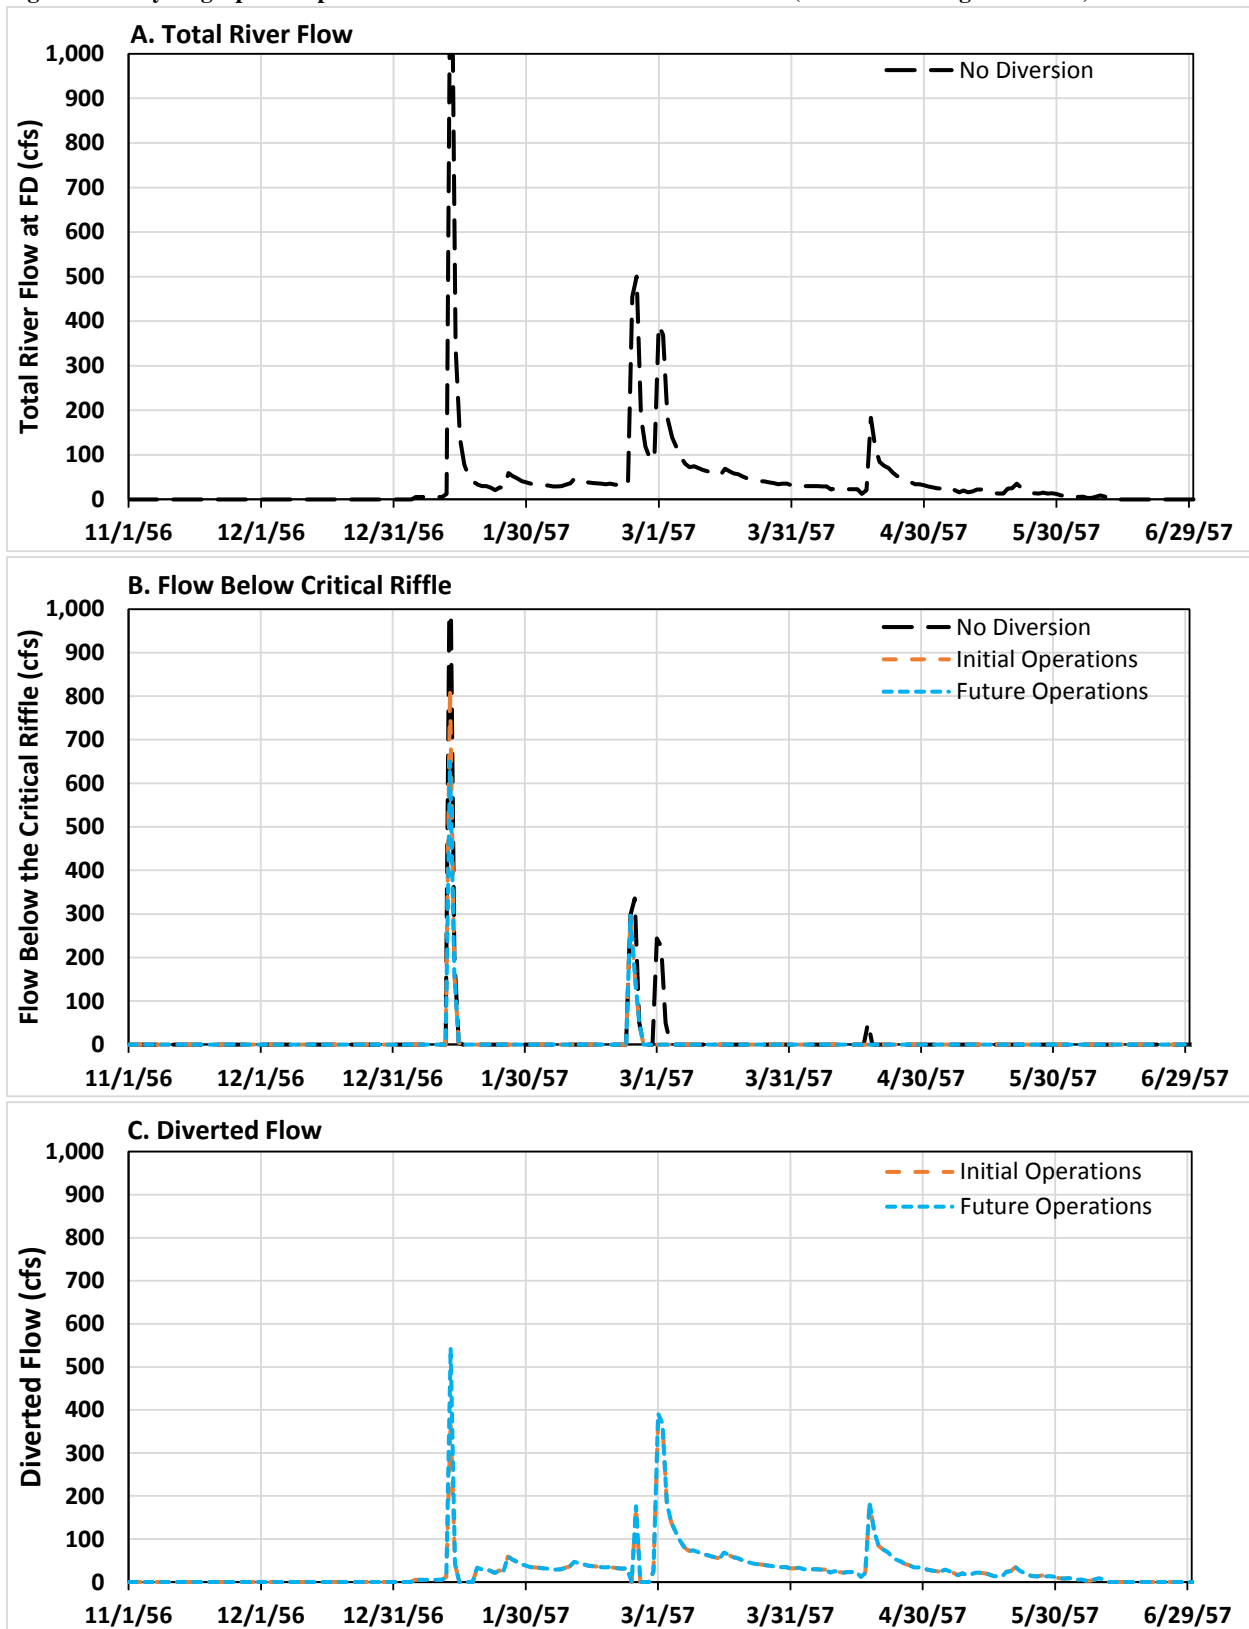 A. Total River Flow
No Diversion
Total River Flow at FD (cfs)
1,000
900
800
700
600
500
400
300
200
100
0
11/1/56 12/1/56 12/31/56 1/30/57 3/1/57 3/31/57 4/30/57 5/30/57 6/29/57
B. Flow Below Critical Riffle
No Diversion
Initial Operations
Future Operations
Flow Below the Critical Riffle (cfs)
1,000
900
800
700
600
500
400
300
200
100
0
11/1/56 12/1/56 12/31/56 1/30/57 3/1/57 3/31/57 4/30/57 5/30/57 6/29/57
C. Diverted Flow
Initial Operations
Future Operations
Diverted Flow (cfs)
1,000
900
800
700
600
500
400
300
200
100
0
11/1/56 12/1/56 12/31/56 1/30/57 3/1/57 3/31/57 4/30/57 5/30/57 6/29/57